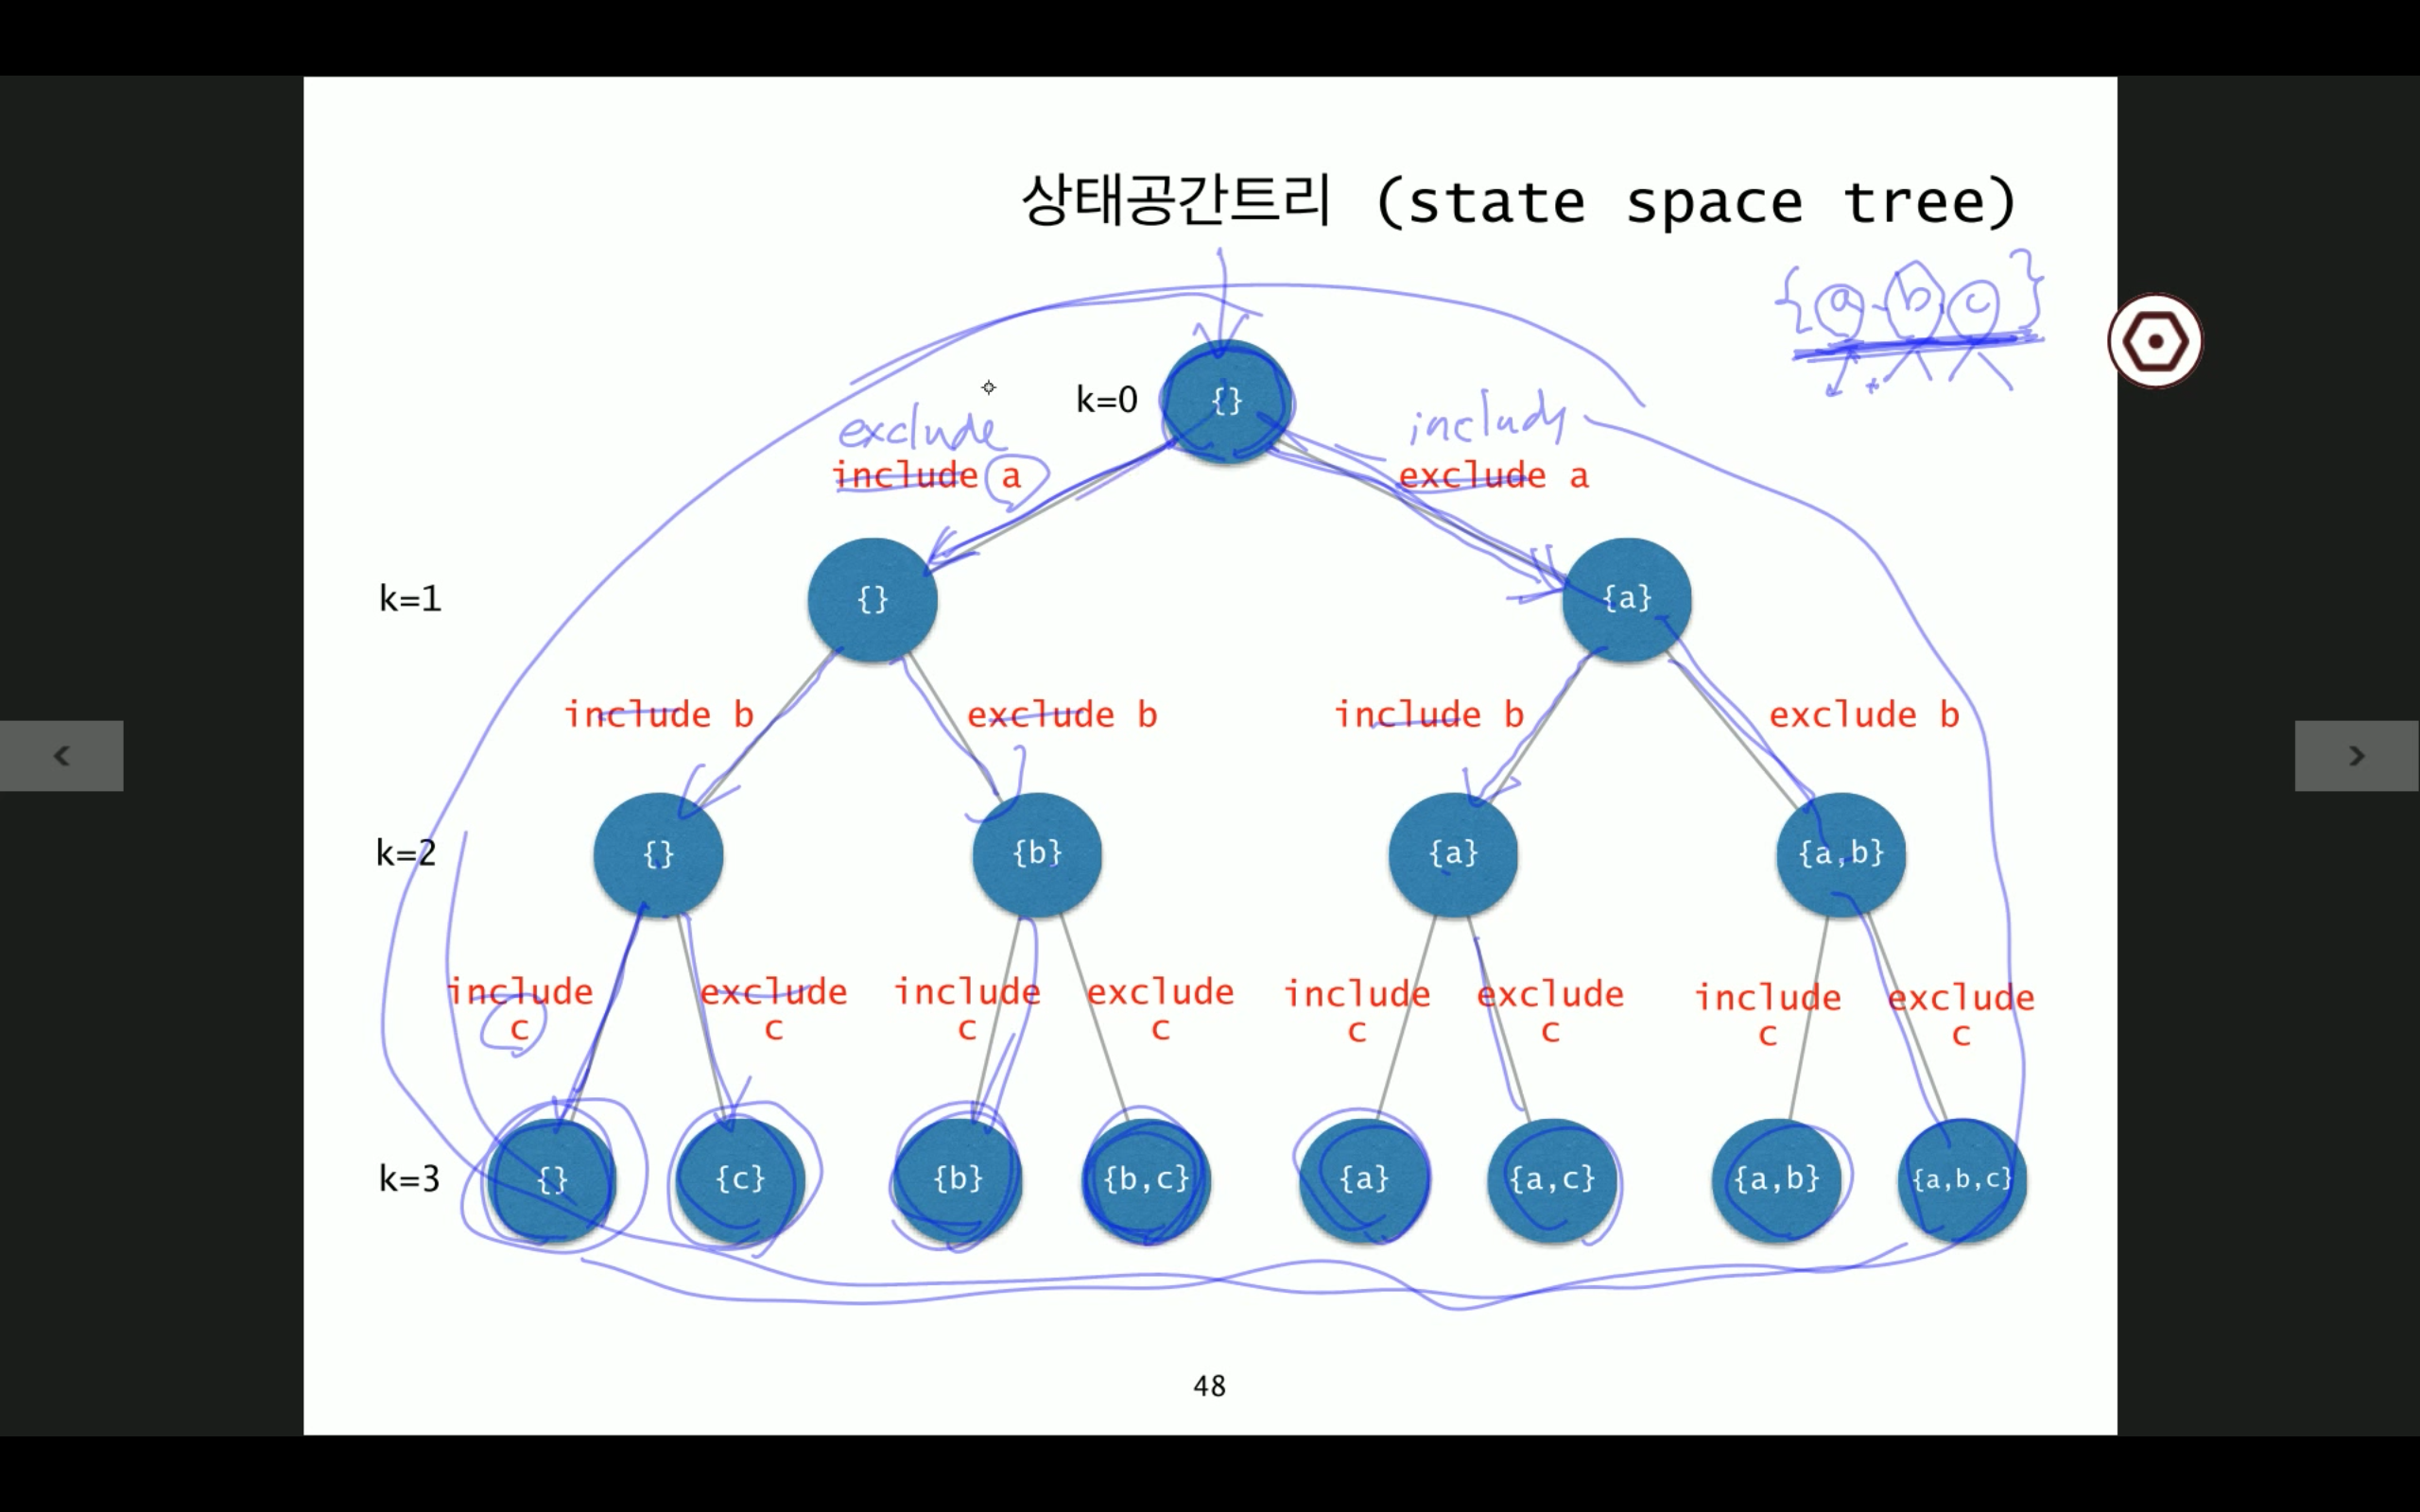 상태공간트리 (state space tree)
{a b c}
k=0
{}
exclude
include a
include
exclude a
k=1
{}
{a}
include b
exclude b
include b
exclude b
k=2
{}
{b}
{a}
{a,b}
include
c
exclude
c
include
c
exclude
c
include
c
exclude
c
include
c
exclude
c
k=3
{}
{c}
{b}
{b,c}
{a}
{a,c}
{a,b}
{a,b,c}
48